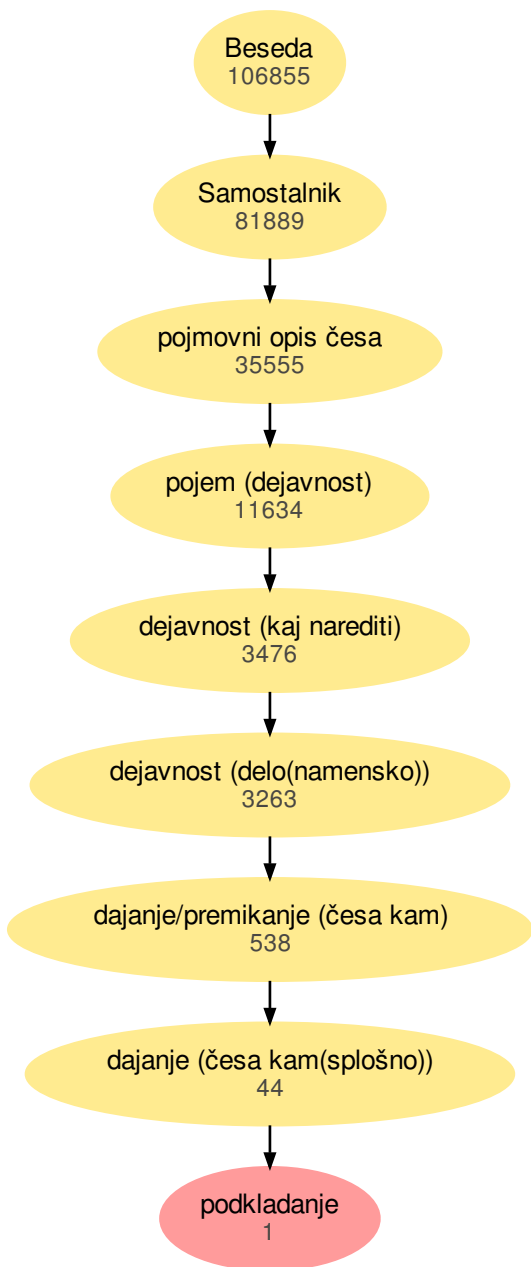 Beseda
106855
Samostalnik
81889
pojmovni opis česa
35555
pojem (dejavnost)
11634
dejavnost (kaj narediti)
3476
dejavnost (delo(namensko))
3263
dajanje/premikanje (česa kam)
538
dajanje (česa kam(splošno))
44
podkladanje
1